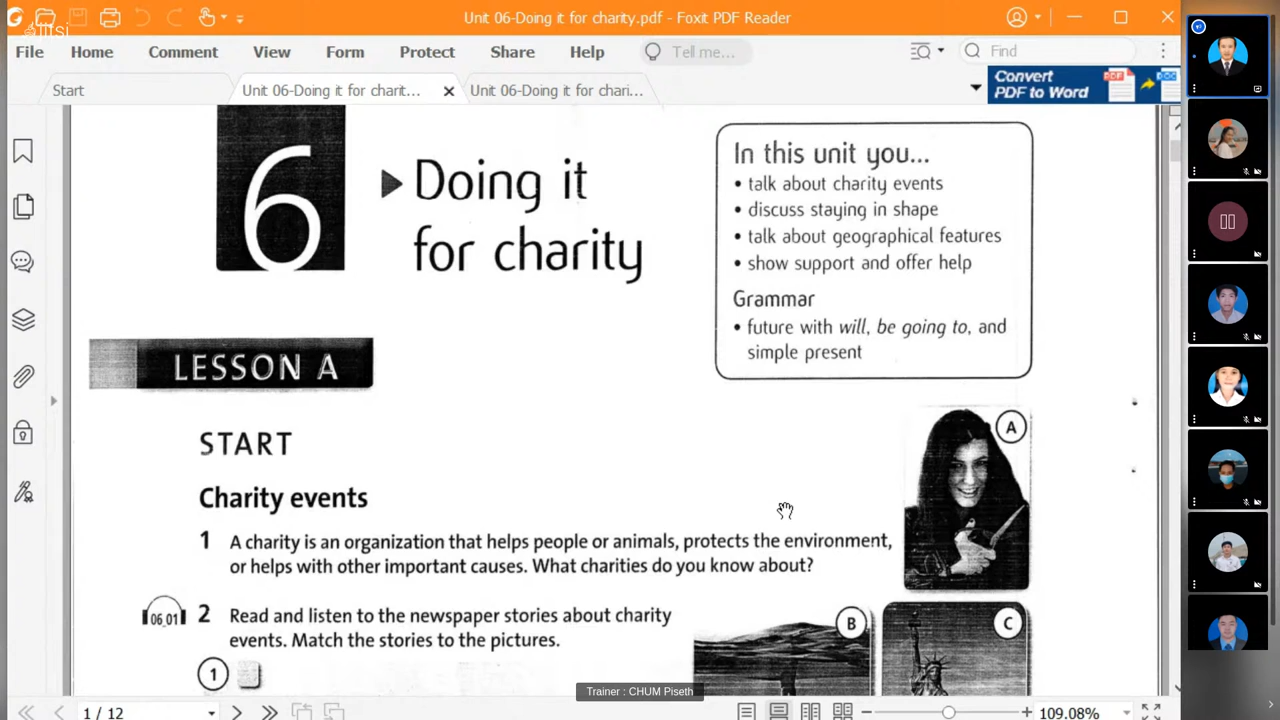 Unit 06-Doing it for charity.pdf - Foxit PDF Reader
File Home Comment View Form Protect Share Help Tell me... Find
Start Unit 06-Doing it for charit... Unit 06-Doing it for chari...
Convert
PDF to Word
PDF
6
Doing it
for charity
In this unit you...
• talk about charity events
• discuss staying in shape
• talk about geographical features
• show support and offer help
Grammar
• future with will, be going to, and
simple present
LESSON A
START
A
Charity events
1 A charity is an organization that helps people or animals, protects the environment,
or helps with other important causes. What charities do you know about?
06.01 2 Read and listen to the newspaper stories about charity
events. Match the stories to the pictures.
B C
1
Trainer : CHUM Piseth
1 / 12
109.08%